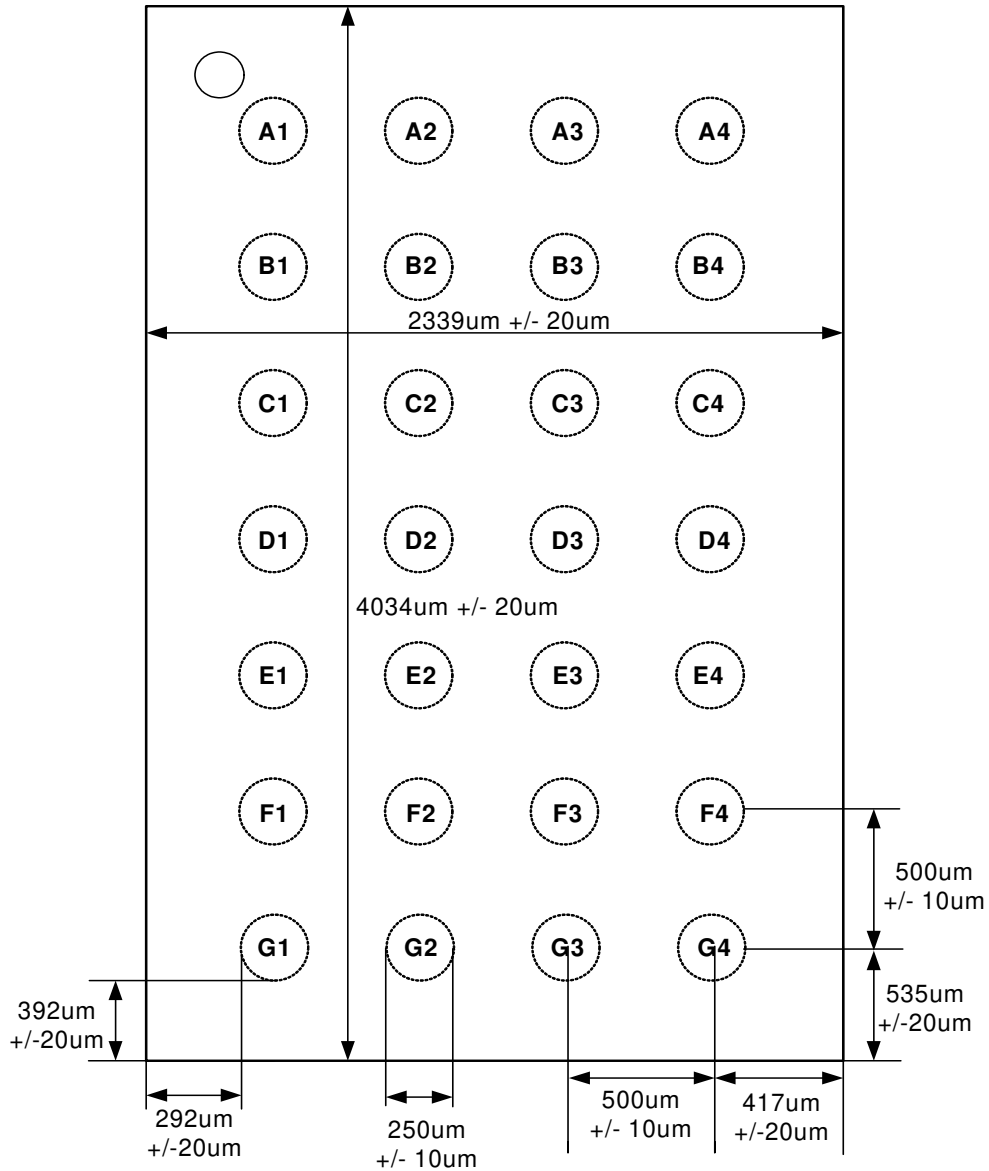 A1 A2 A3 A4
B1 B2 B3 B4
2339um +/- 20um
C1 C2 C3 C4
D1 D2 D3 D4
4034um +/- 20um
E1 E2 E3 E4
F1 F2 F3 F4
500um
+/- 10um
G1 G2 G3 G4
392um
+/-20um
535um
+/-20um
292um
+/-20um
250um
+/- 10um
500um
+/- 10um
417um
+/-20um